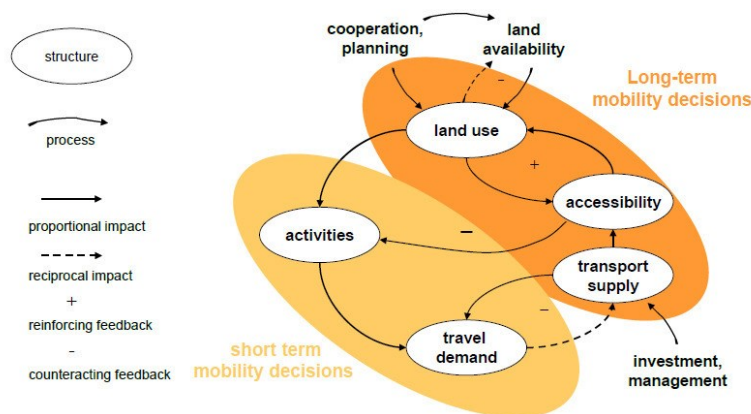 structure
process
proportional impact
reciprocal impact
+
reinforcing feedback
-
counteracting feedback
cooperation,
planning
land
availability
-
Long-term
mobility decisions
land use
+
accessibility
activities
–
transport
supply
-
travel
demand
short term
mobility decisions
investment,
management